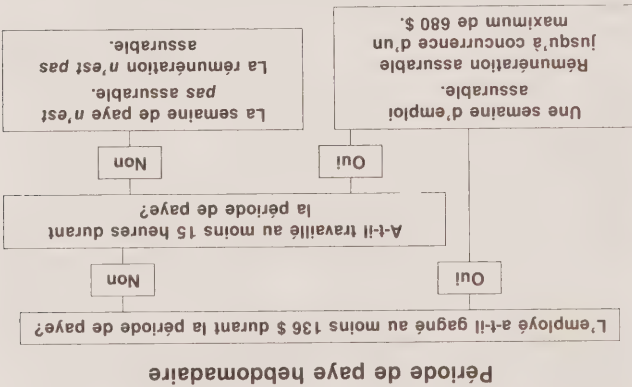 Période de paye hebdomadaire
L'employé a-t-il gagné au moins 136 $ durant la période de paye?
Oui
Non
A-t-il travaillé au moins 15 heures durant
la période de paye?
Oui
Non
Une semaine d'emploi
assurable.
Rémunération assurable
jusqu'à concurrence d'un
maximum de 680 $.
La semaine de paye n'est
pas assurable.
La rémunération n'est pas
assurable.